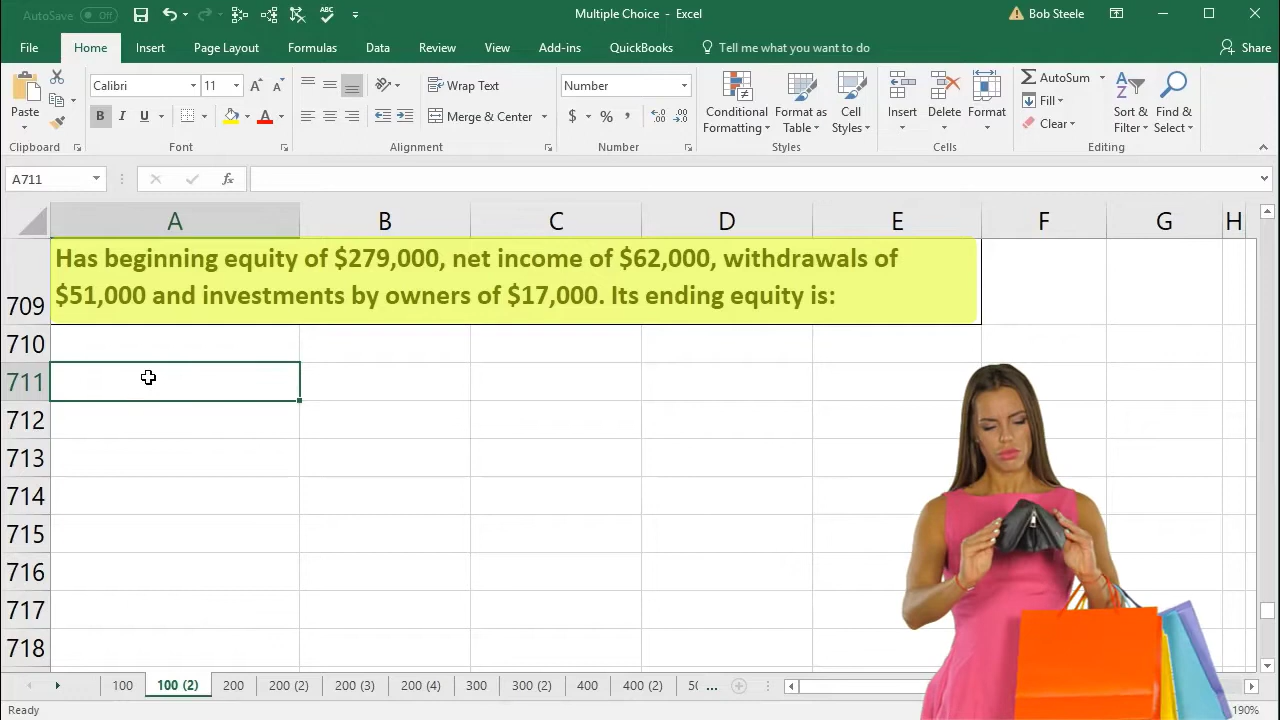 AutoSave Off
Multiple Choice - Excel
Bob Steele
File Home Insert Page Layout Formulas Data Review View Add-ins QuickBooks Tell me what you want to do Share
Calibri 11 Wrap Text Number AutoSum
Paste Fill
B I U Merge & Center $ % , Conditional Formatting Format as Table Cell Styles Insert Delete Format Clear Sort & Filter Find & Select
Clipboard Font Alignment Number Styles Cells Editing
A711 fx
A B C D E F G H
Has beginning equity of $279,000, net income of $62,000, withdrawals of
709 $51,000 and investments by owners of $17,000. Its ending equity is:
710
711
712
713
714
715
716
717
718
100 100 (2) 200 200 (2) 200 (3) 200 (4) 300 300 (2) 400 400 (2) 50 ...
Ready 190%